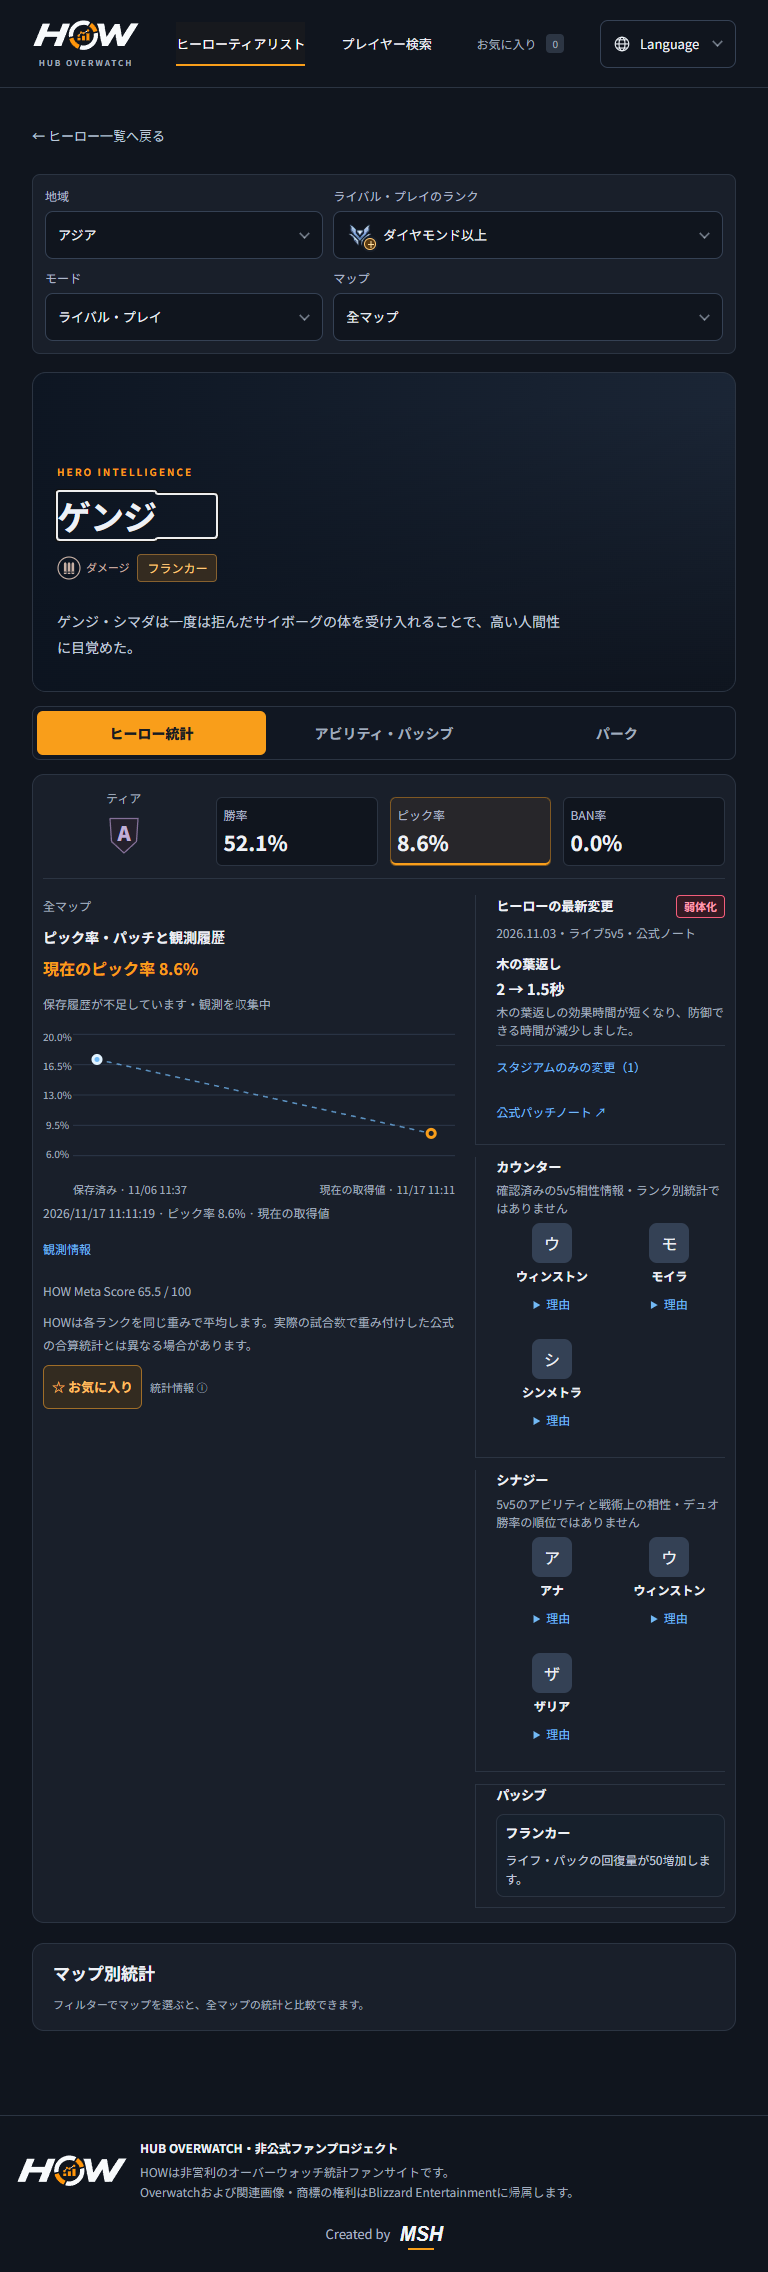 HOW
HUB OVERWATCH
ヒーローティアリスト
プレイヤー検索
お気に入り 0
Language
← ヒーロー一覧へ戻る
地域
ライバル・プレイのランク
アジア
ダイヤモンド以上
モード
マップ
ライバル・プレイ
全マップ
HERO INTELLIGENCE
ゲンジ
ダメージ
フランカー
ゲンジ・シマダは一度は拒んだサイボーグの体を受け入れることで、高い人間性
に目覚めた。
ヒーロー統計
アビリティ・パッシブ
パーク
ティア
A
勝率
52.1%
ピック率
8.6%
BAN率
0.0%
全マップ
ピック率・パッチと観測履歴
現在のピック率 8.6%
保存履歴が不足しています・観測を収集中
20.0%
16.5%
13.0%
9.5%
6.0%
保存済み · 11/06 11:37
現在の取得値 · 11/17 11:11
2026/11/17 11:11:19 · ピック率 8.6% · 現在の取得値
観測情報
HOW Meta Score 65.5 / 100
HOWは各ランクを同じ重みで平均します。実際の試合数で重み付けした公式
の合算統計とは異なる場合があります。
☆ お気に入り
統計情報 ⓘ
ヒーローの最新変更
弱体化
2026.11.03・ライブ5v5・公式ノート
木の葉返し
2 → 1.5秒
木の葉返しの効果時間が短くなり、防御で
きる時間が減少しました。
スタジアムのみの変更（1）
公式パッチノート ↗
カウンター
確認済みの5v5相性情報・ランク別統計で
はありません
ウ
モ
ウィンストン
モイラ
▶ 理由
▶ 理由
シ
シンメトラ
▶ 理由
シナジー
5v5のアビリティと戦術上の相性・デュオ
勝率の順位ではありません
ア
ウ
アナ
ウィンストン
▶ 理由
▶ 理由
ザ
ザリア
▶ 理由
パッシブ
フランカー
ライフ・パックの回復量が50増加しま
す。
マップ別統計
フィルターでマップを選ぶと、全マップの統計と比較できます。
HOW
HUB OVERWATCH・非公式ファンプロジェクト
HOWは非営利のオーバーウォッチ統計ファンサイトです。
Overwatchおよび関連画像・商標の権利はBlizzard Entertainmentに帰属します。
Created by MSH